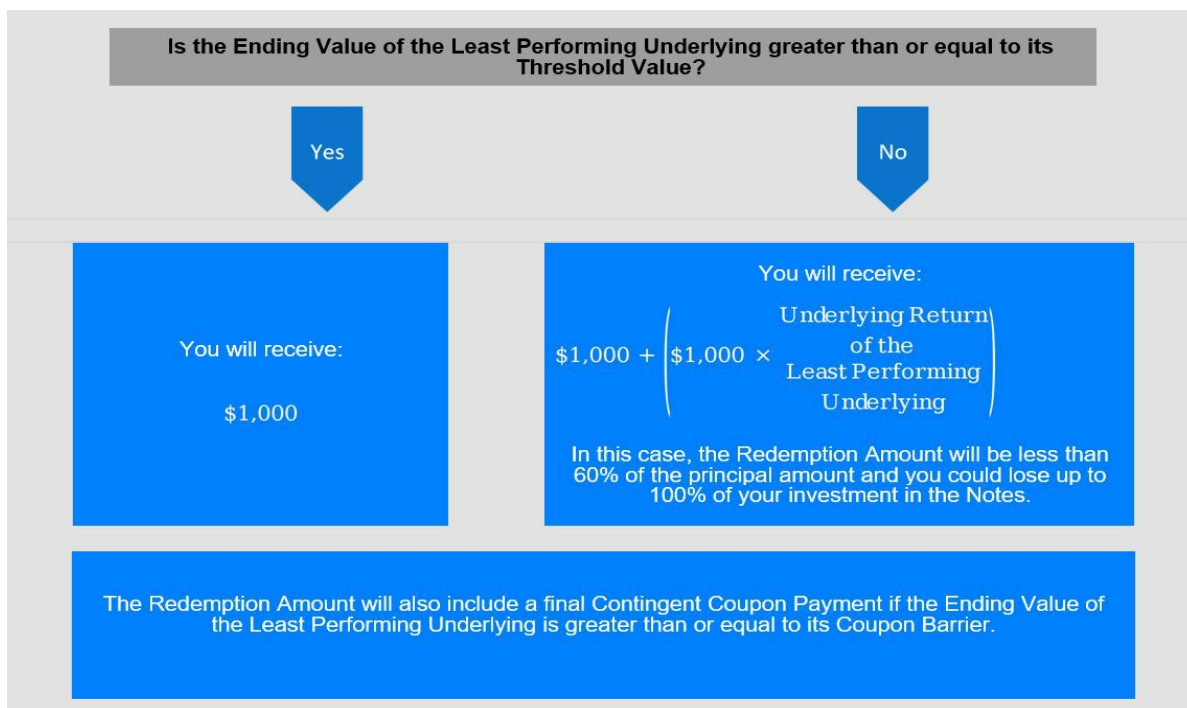 Is the Ending Value of the Least Performing Underlying greater than or equal to its
Threshold Value?
Yes
No
You will receive:
$1,000
You will receive:
$1,000 + ($1,000 × Underlying Return
of the
Least Performing
Underlying)
In this case, the Redemption Amount will be less than
60% of the principal amount and you could lose up to
100% of your investment in the Notes.
The Redemption Amount will also include a final Contingent Coupon Payment if the Ending Value of
the Least Performing Underlying is greater than or equal to its Coupon Barrier.